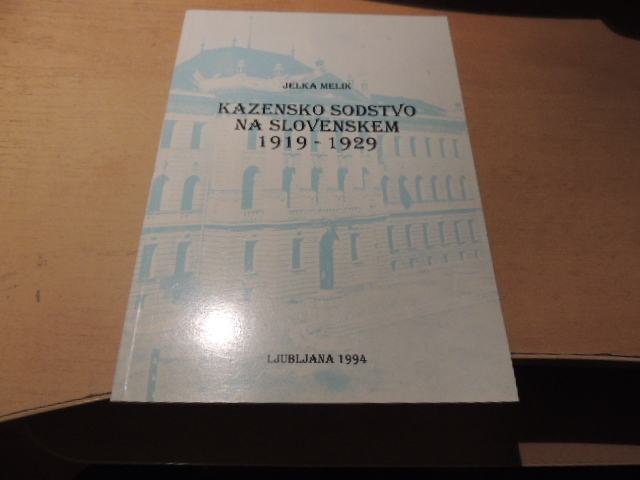 JELKA MELIK
KAZENSKO SODSTVO
NA SLOVENSKEM
1919 - 1929
LJUBLJANA 1994